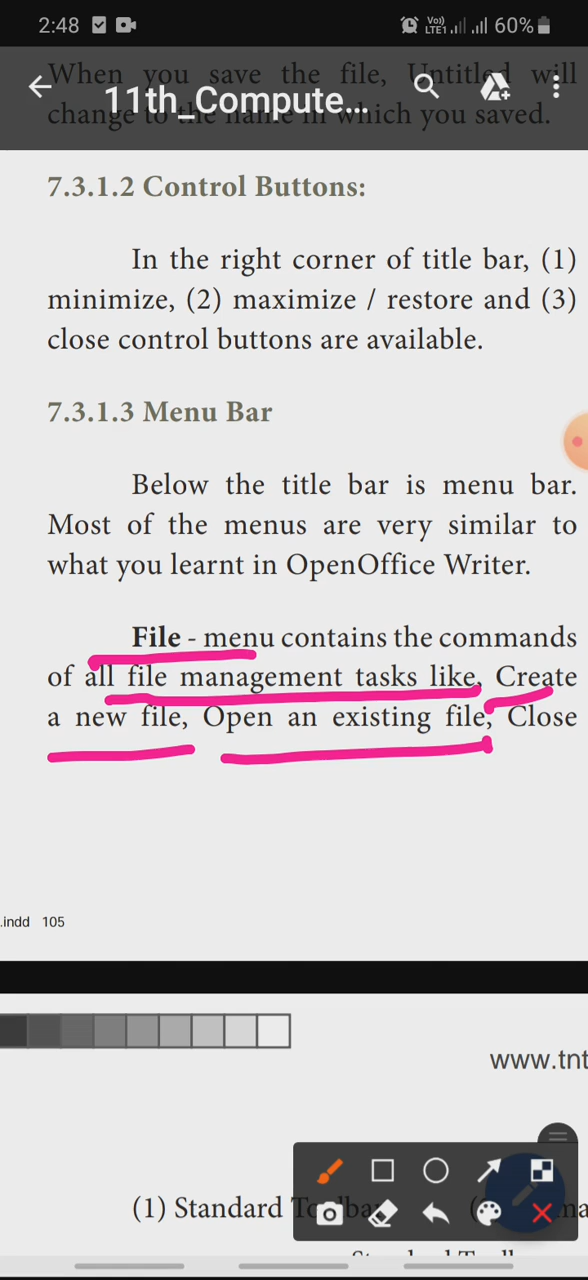 2:48
Vo)) LTE1 60%
When you save the file, Untitled will
11th_Compute...
change to the name in which you saved.
7.3.1.2 Control Buttons:
In the right corner of title bar, (1)
minimize, (2) maximize / restore and (3)
close control buttons are available.
7.3.1.3 Menu Bar
Below the title bar is menu bar.
Most of the menus are very similar to
what you learnt in OpenOffice Writer.
File - menu contains the commands
of all file management tasks like, Create
a new file, Open an existing file, Close
.indd 105
www.tnt
(1) Standard